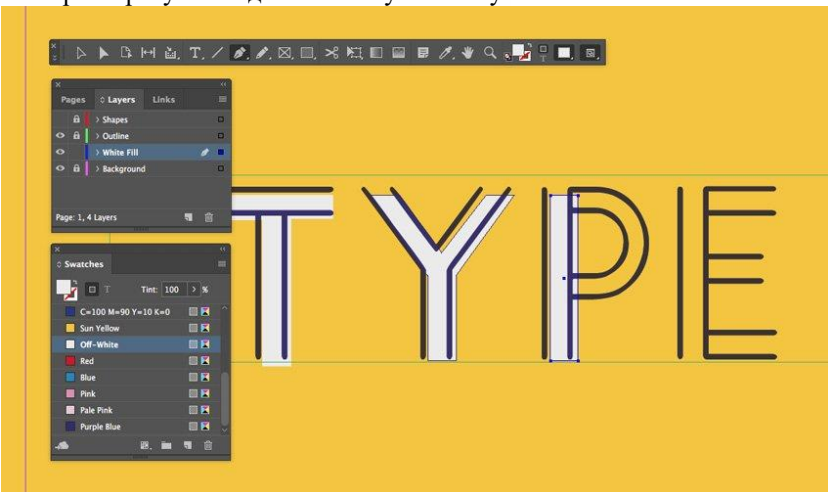 Pages Layers Links
Shapes
Outline
White Fill
Background
Page: 1, 4 Layers
Swatches
T Tint: 100 > %
C=100 M=90 Y=10 K=0
Sun Yellow
Off-White
Red
Blue
Pink
Pale Pink
Purple Blue
TYPE